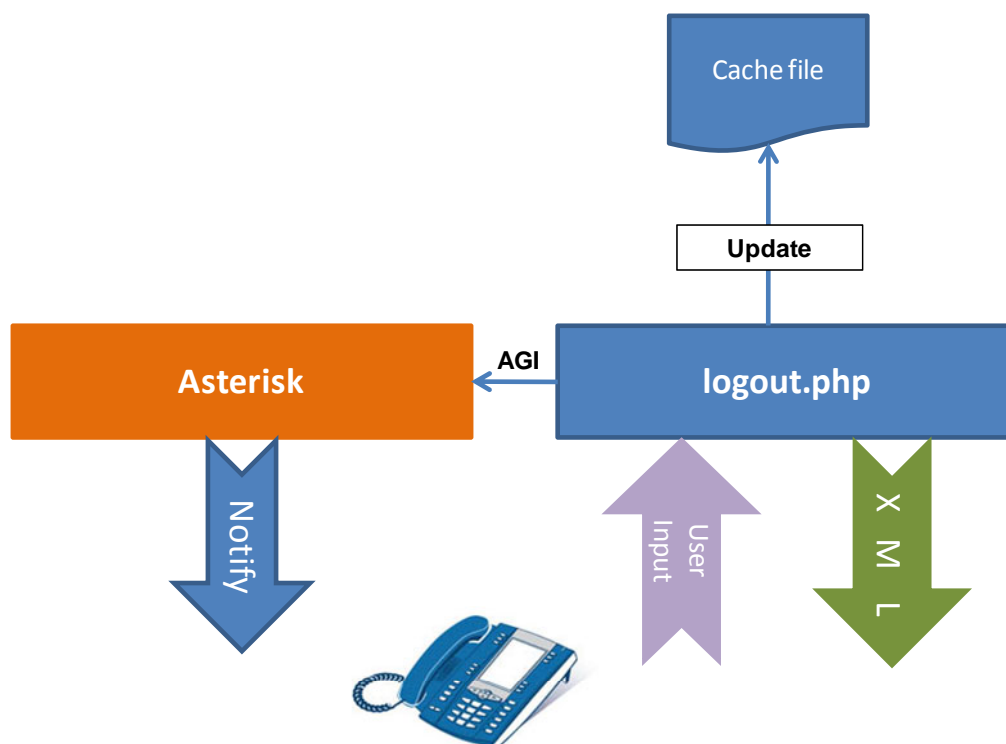 Cache file
Update
Asterisk
AGI
logout.php
Notify
User
Input
X M L